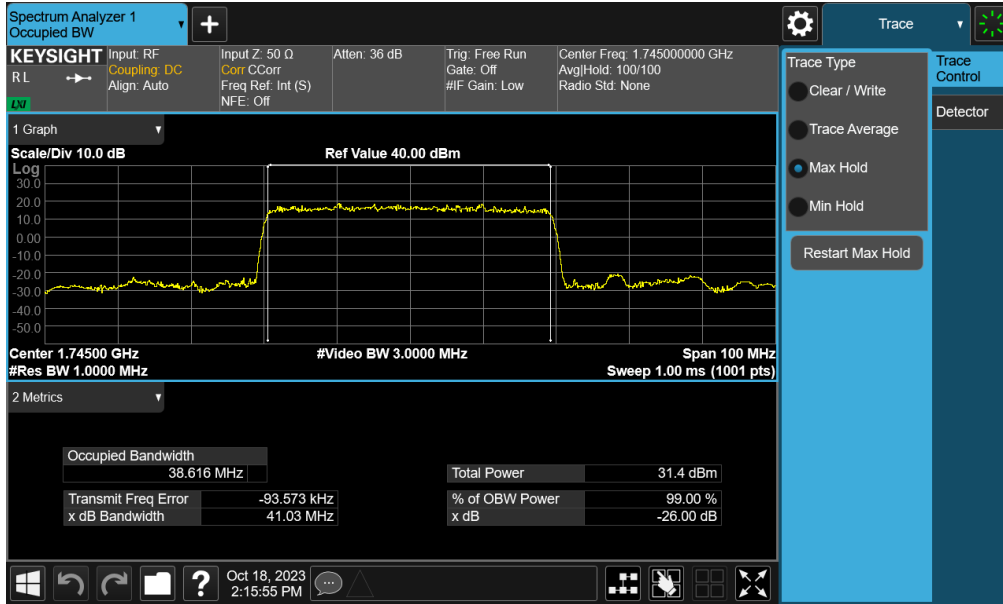 Spectrum Analyzer 1
Occupied BW
+
Trace
KEYSIGHT
R L
LXI
Input: RF
Coupling: DC
Align: Auto
Input Z: 50 Ω
Corr CCorr
Freq Ref: Int (S)
NFE: Off
Atten: 36 dB
Trig: Free Run
Gate: Off
#IF Gain: Low
Center Freq: 1.745000000 GHz
Avg|Hold: 100/100
Radio Std: None
1 Graph
Scale/Div 10.0 dB
Ref Value 40.00 dBm
Log
30.0
20.0
10.0
0.00
-10.0
-20.0
-30.0
-40.0
-50.0
Center 1.74500 GHz
#Video BW 3.0000 MHz
Span 100 MHz
#Res BW 1.0000 MHz
Sweep 1.00 ms (1001 pts)
2 Metrics
Occupied Bandwidth
38.616 MHz
Transmit Freq Error -93.573 kHz
x dB Bandwidth 41.03 MHz
Total Power 31.4 dBm
% of OBW Power 99.00 %
x dB -26.00 dB
Trace Type
Clear / Write
Trace Average
Max Hold
Min Hold
Restart Max Hold
Trace
Control
Detector
?
Oct 18, 2023
2:15:55 PM